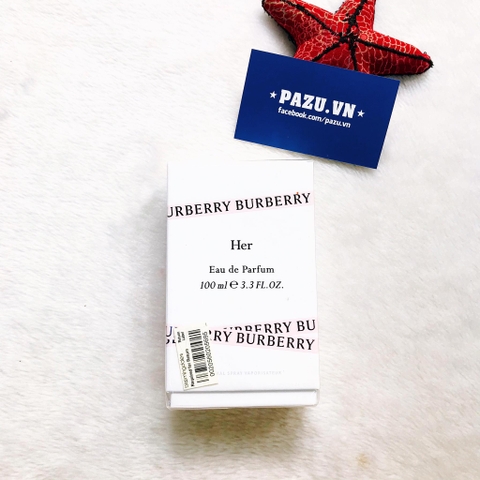 ★ PAZU.VN ★
facebook.com/pazu.vn
URBERRY BURBERRY
Her
Eau de Parfum
100 ml ℮ 3.3 FL.OZ.
BURBERRY BU
BURBERRY